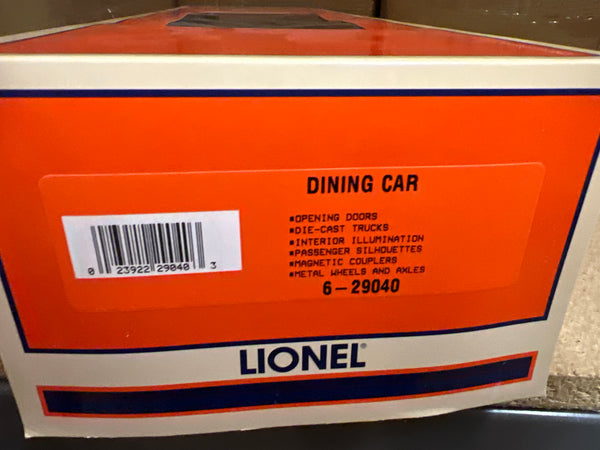 DINING CAR
OPENING DOORS
DIE-CAST TRUCKS
INTERIOR ILLUMINATION
PASSENGER SILHOUETTES
MAGNETIC COUPLERS
METAL WHEELS AND AXLES
6-29040
0 23922 29040 3
LIONEL®